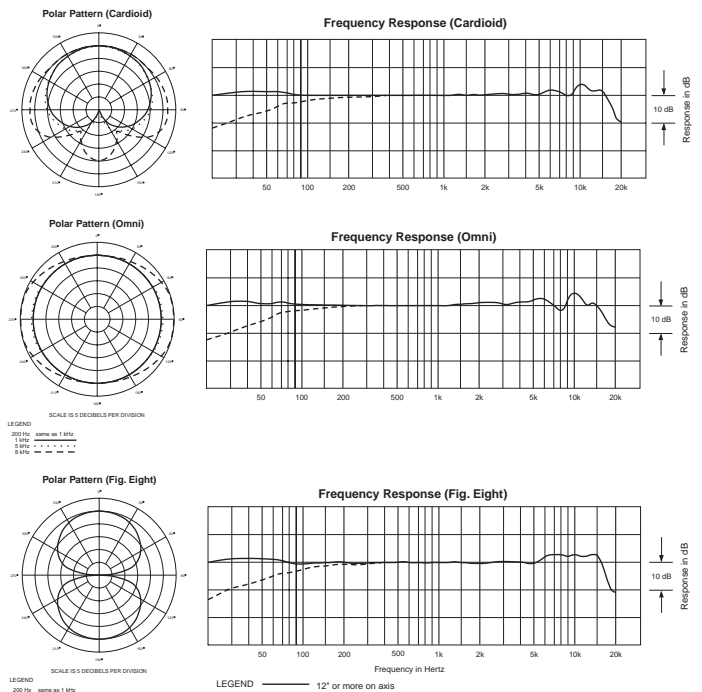 Polar Pattern (Cardioid)
Frequency Response (Cardioid)
10 dB
Response in dB
50 100 200 500 1k 2k 5k 10k 20k
Polar Pattern (Omni)
Frequency Response (Omni)
10 dB
Response in dB
50 100 200 500 1k 2k 5k 10k 20k
SCALE IS 5 DECIBELS PER DIVISION
LEGEND
200 Hz same as 1 kHz
1 kHz
5 kHz
8 kHz
Polar Pattern (Fig. Eight)
Frequency Response (Fig. Eight)
10 dB
Response in dB
50 100 200 500 1k 2k 5k 10k 20k
SCALE IS 5 DECIBELS PER DIVISION
Frequency in Hertz
LEGEND
200 Hz same as 1 kHz
LEGEND 12" or more on axis